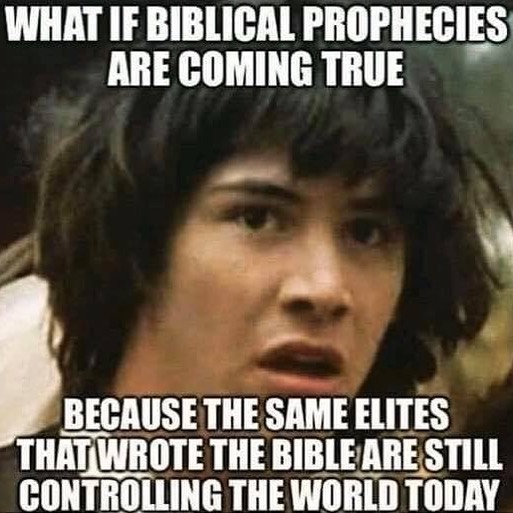 WHAT IF BIBLICAL PROPHECIES
ARE COMING TRUE
BECAUSE THE SAME ELITES
THAT WROTE THE BIBLE ARE STILL
CONTROLLING THE WORLD TODAY